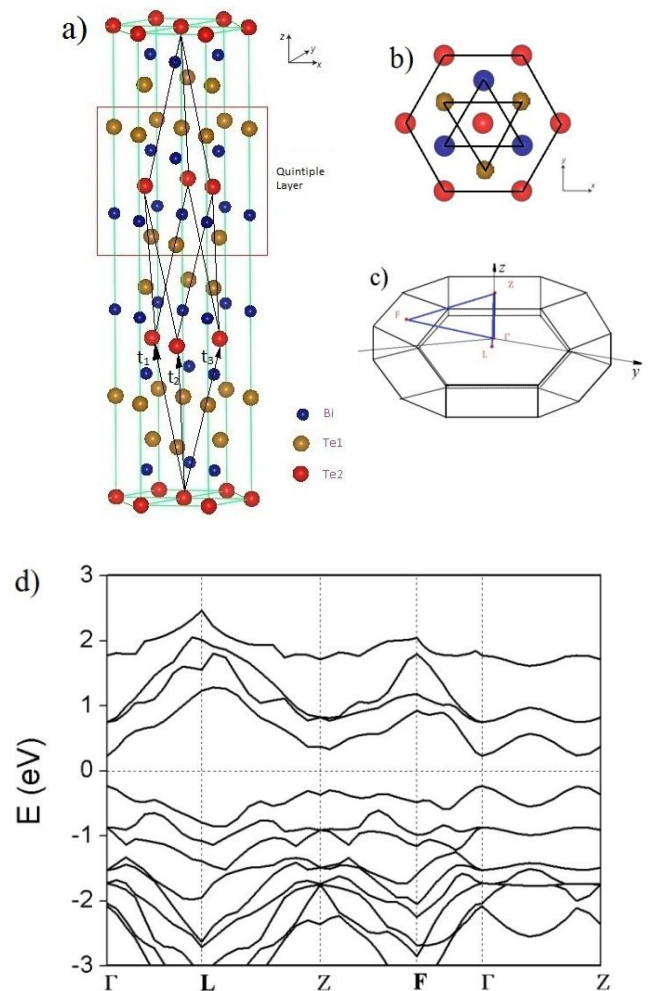 a)
z
y
x
Quintiple
Layer
t1
t2
t3
Bi
Te1
Te2
b)
y
x
c)
z
Z
F
Γ
L
y
d)
E (eV)
3
2
1
0
-1
-2
-3
Γ L Z F Γ Z